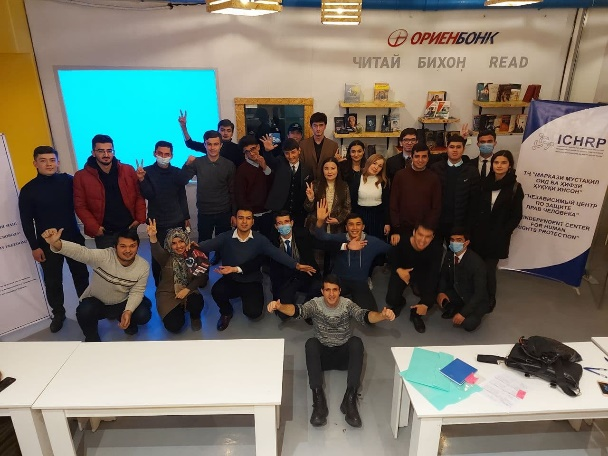 ОРИЕНБОНК
ЧИТАЙ БИХОН READ
ICHRP
ТҶ "МАРКАЗИ МУСТАҚИЛ
ОИД БА ҲИФЗИ
ҲУҚУҚИ ИНСОН"
"НЕЗАВИСИМЫЙ ЦЕНТР
ПО ЗАЩИТЕ
ПРАВ ЧЕЛОВЕКА"
"INDEPENDENT CENTER
FOR HUMAN
RIGHTS PROTECTION"